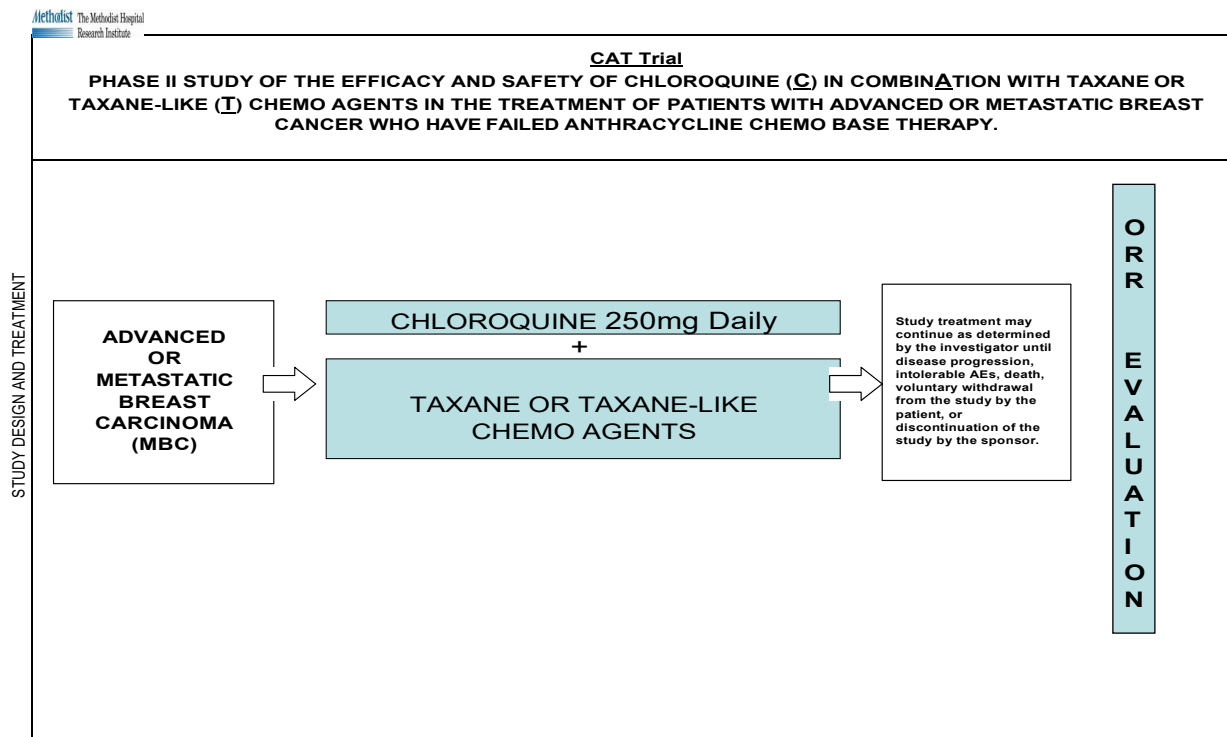 Methodist The Methodist Hospital
Research Institute
CAT Trial
PHASE II STUDY OF THE EFFICACY AND SAFETY OF CHLOROQUINE (C) IN COMBINATION WITH TAXANE OR
TAXANE-LIKE (T) CHEMO AGENTS IN THE TREATMENT OF PATIENTS WITH ADVANCED OR METASTATIC BREAST
CANCER WHO HAVE FAILED ANTHRACYCLINE CHEMO BASE THERAPY.
STUDY DESIGN AND TREATMENT
ADVANCED
OR
METASTATIC
BREAST
CARCINOMA
(MBC)
CHLOROQUINE 250mg Daily
+
TAXANE OR TAXANE-LIKE
CHEMO AGENTS
Study treatment may
continue as determined
by the investigator until
disease progression,
intolerable AEs, death,
voluntary withdrawal
from the study by the
patient, or
discontinuation of the
study by the sponsor.
ORR EVALUATION